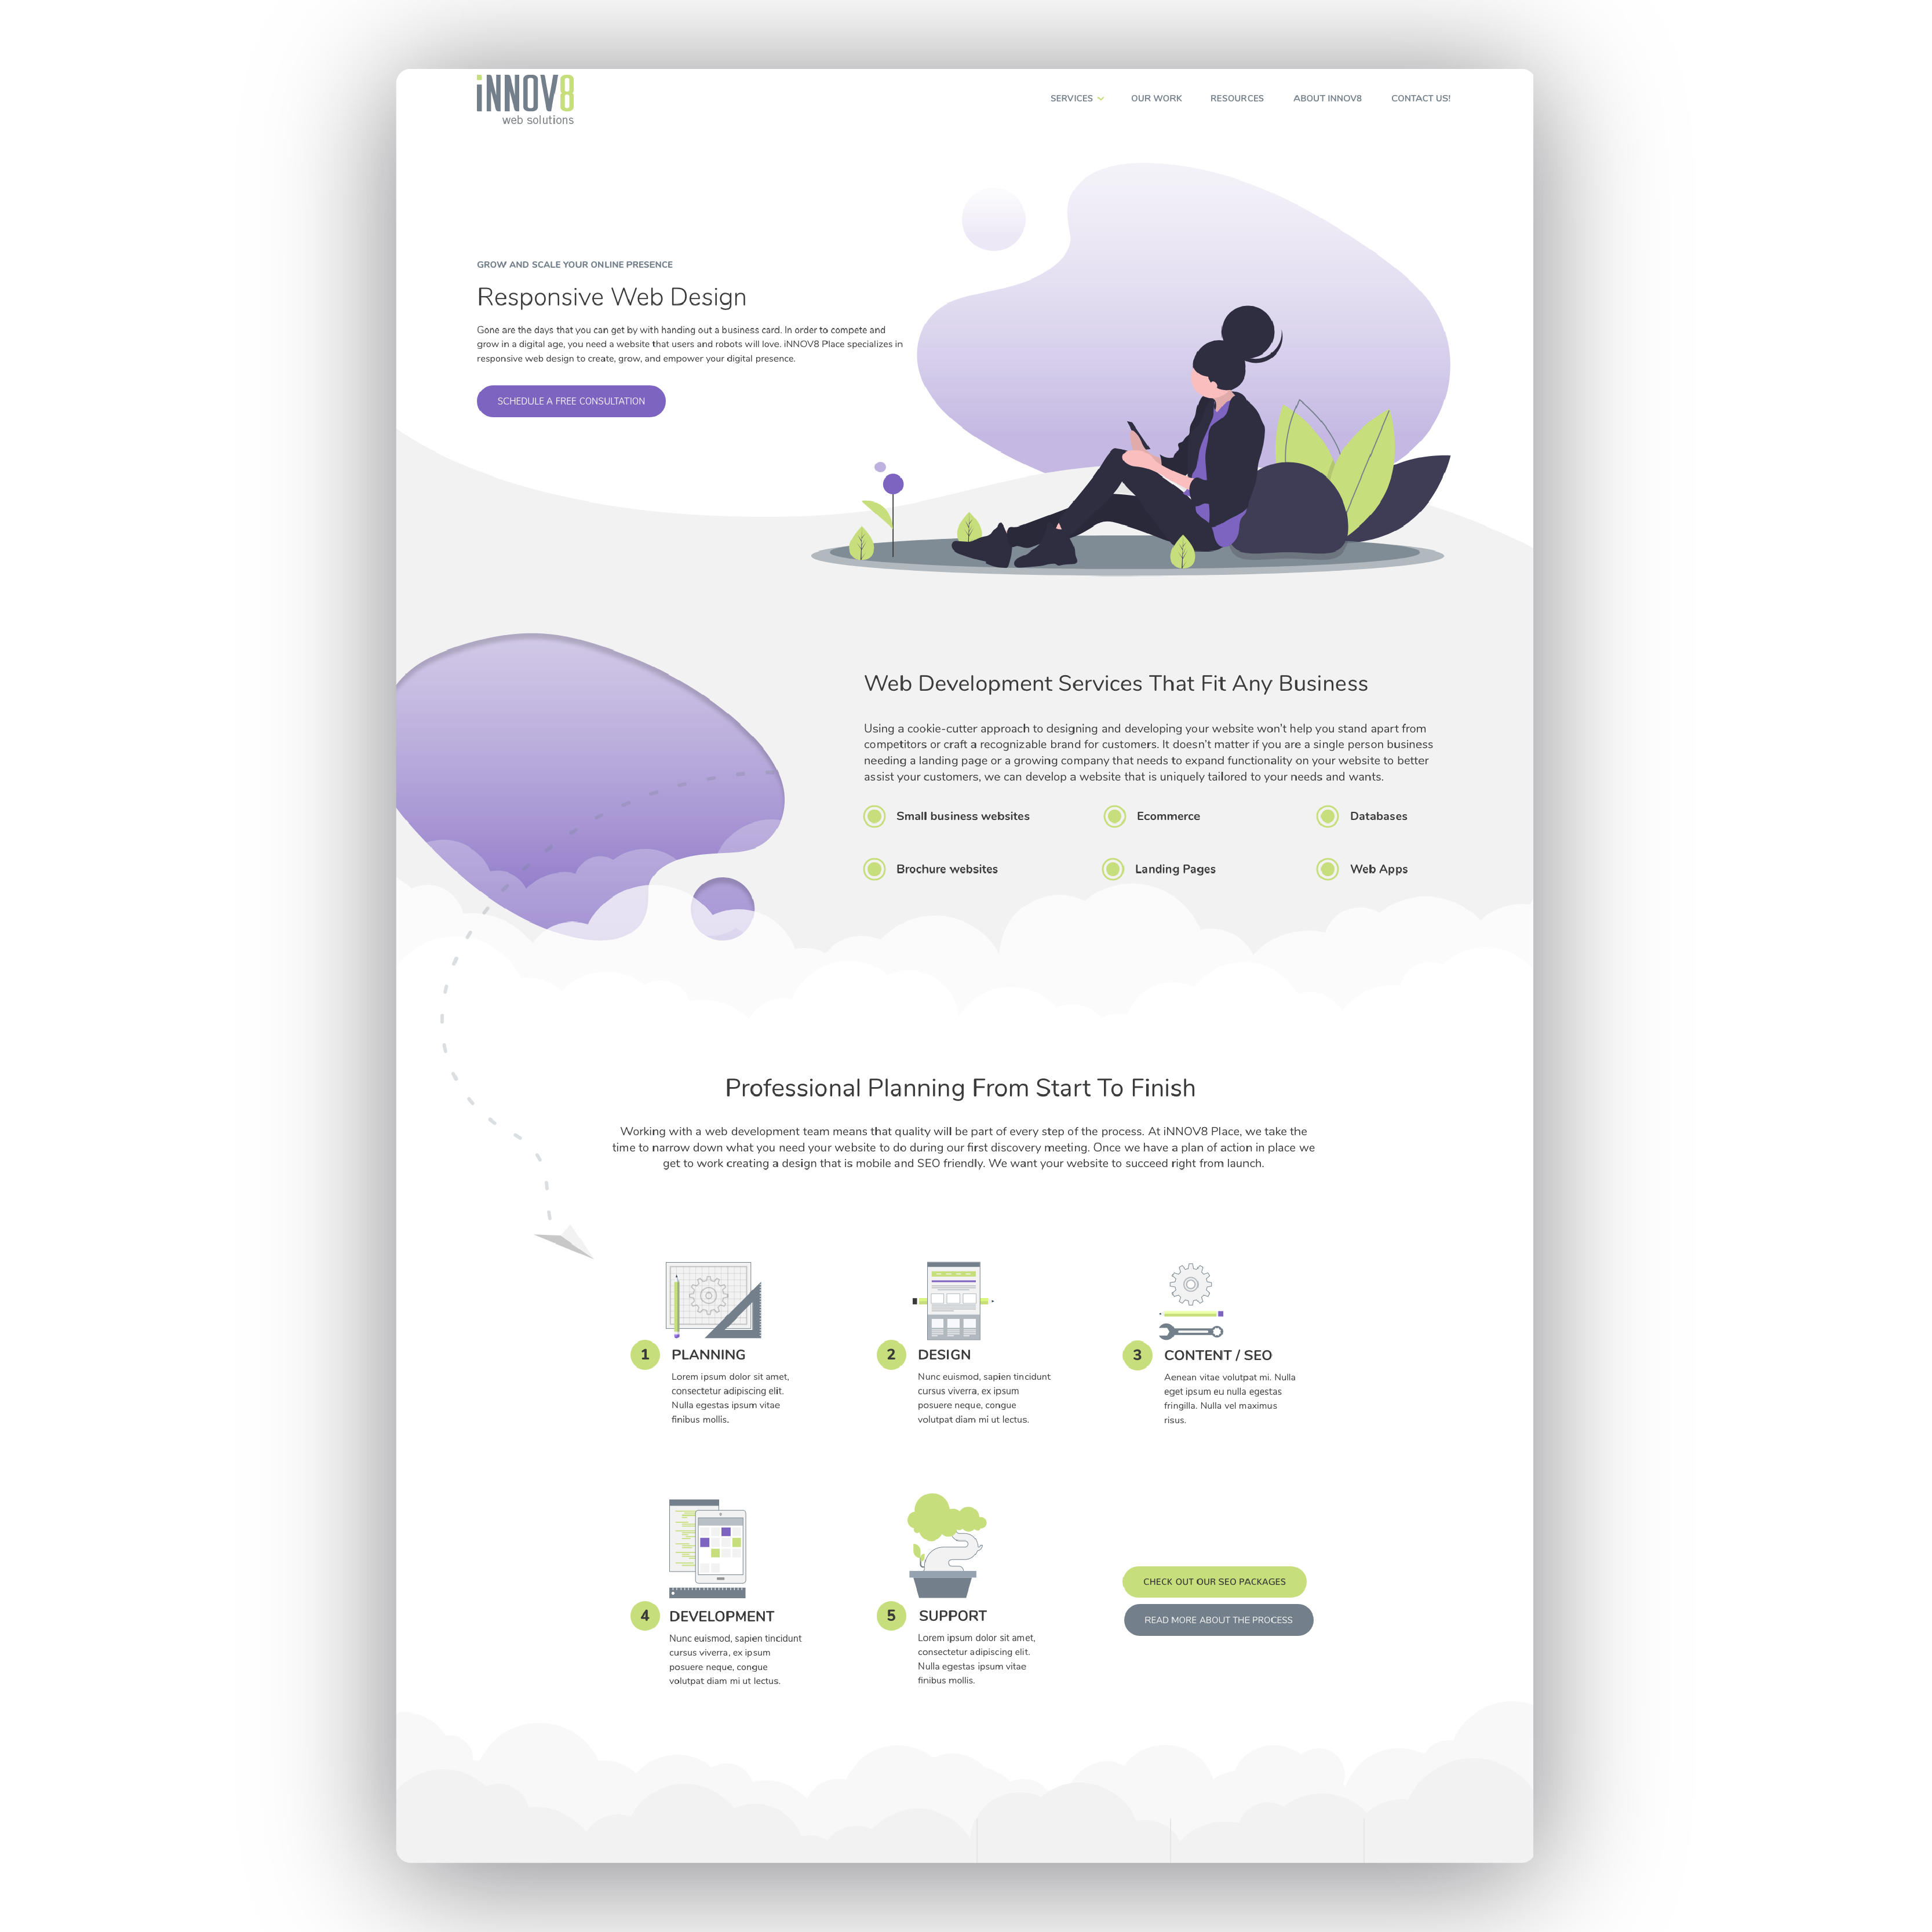 iNNOV8
web solutions
SERVICES
OUR WORK
RESOURCES
ABOUT INNOV8
CONTACT US!
GROW AND SCALE YOUR ONLINE PRESENCE
Responsive Web Design
Gone are the days that you can get by with handing out a business card. In order to compete and
grow in a digital age, you need a website that users and robots will love. iNNOV8 Place specializes in
responsive web design to create, grow, and empower your digital presence.
SCHEDULE A FREE CONSULTATION
Web Development Services That Fit Any Business
Using a cookie-cutter approach to designing and developing your website won't help you stand apart from
competitors or craft a recognizable brand for customers. It doesn't matter if you are a single person business
needing a landing page or a growing company that needs to expand functionality on your website to better
assist your customers, we can develop a website that is uniquely tailored to your needs and wants.
Small business websites
Ecommerce
Databases
Brochure websites
Landing Pages
Web Apps
Professional Planning From Start To Finish
Working with a web development team means that quality will be part of every step of the process. At iNNOV8 Place, we take the
time to narrow down what you need your website to do during our first discovery meeting. Once we have a plan of action in place we
get to work creating a design that is mobile and SEO friendly. We want your website to succeed right from launch.
1 PLANNING
Lorem ipsum dolor sit amet,
consectetur adipiscing elit.
Nulla egestas ipsum vitae
finibus mollis.
2 DESIGN
Nunc euismod, sapien tincidunt
cursus viverra, ex ipsum
posuere neque, congue
volutpat diam mi ut lectus.
3 CONTENT / SEO
Aenean vitae volutpat mi. Nulla
eget ipsum eu nulla egestas
fringilla. Nulla vel maximus
risus.
4 DEVELOPMENT
Nunc euismod, sapien tincidunt
cursus viverra, ex ipsum
posuere neque, congue
volutpat diam mi ut lectus.
5 SUPPORT
Lorem ipsum dolor sit amet,
consectetur adipiscing elit.
Nulla egestas ipsum vitae
finibus mollis.
CHECK OUT OUR SEO PACKAGES
READ MORE ABOUT THE PROCESS